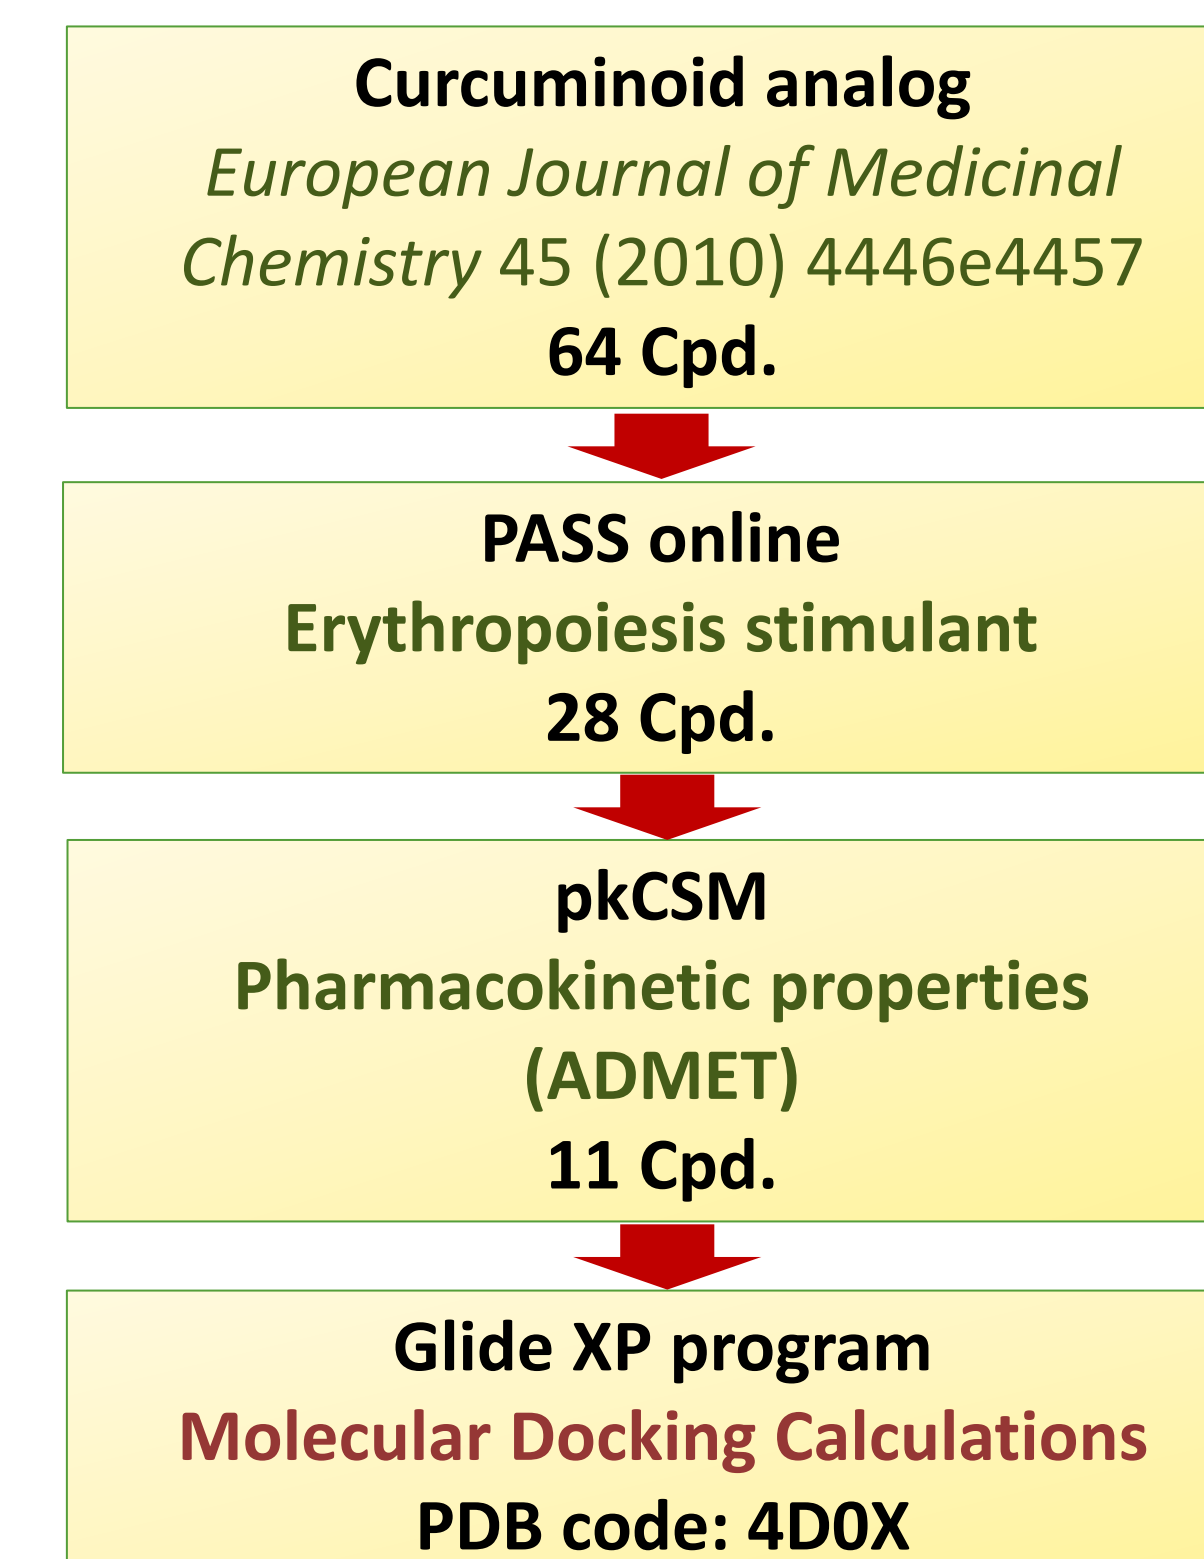 Curcuminoid analog
European Journal of Medicinal
Chemistry 45 (2010) 4446e4457
64 Cpd.
PASS online
Erythropoiesis stimulant
28 Cpd.
pkCSM
Pharmacokinetic properties
(ADMET)
11 Cpd.
Glide XP program
Molecular Docking Calculations
PDB code: 4D0X